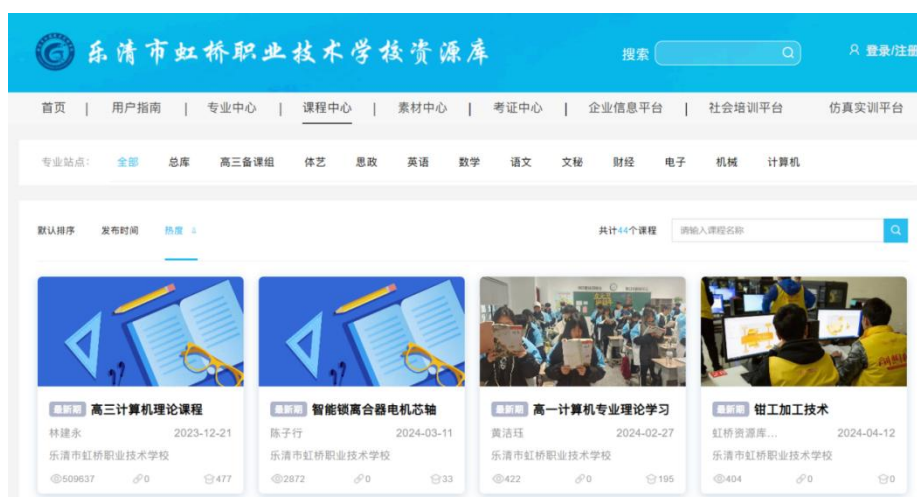 乐清市虹桥职业技术学校资源库 搜索 登录/注册
首页 | 用户指南 | 专业中心 | 课程中心 | 素材中心 | 考证中心 | 企业信息平台 | 社会培训平台 仿真实训平台
专业站点: 全部 总库 高三备课组 体艺 思政 英语 数学 语文 文秘 财经 电子 机械 计算机
默认排序 发布时间 热度 共计44个课程 请输入课程名称
最新期 高三计算机理论课程
林建永 2023-12-21
乐清市虹桥职业技术学校
509637 0 477
最新期 智能锁离合器电机芯轴
陈子行 2024-03-11
乐清市虹桥职业技术学校
2872 0 33
最新期 高一计算机专业理论学习
黄洁珏 2024-02-27
乐清市虹桥职业技术学校
422 0 195
最新期 钳工加工技术
虹桥资源库... 2024-04-12
乐清市虹桥职业技术学校
404 0 0